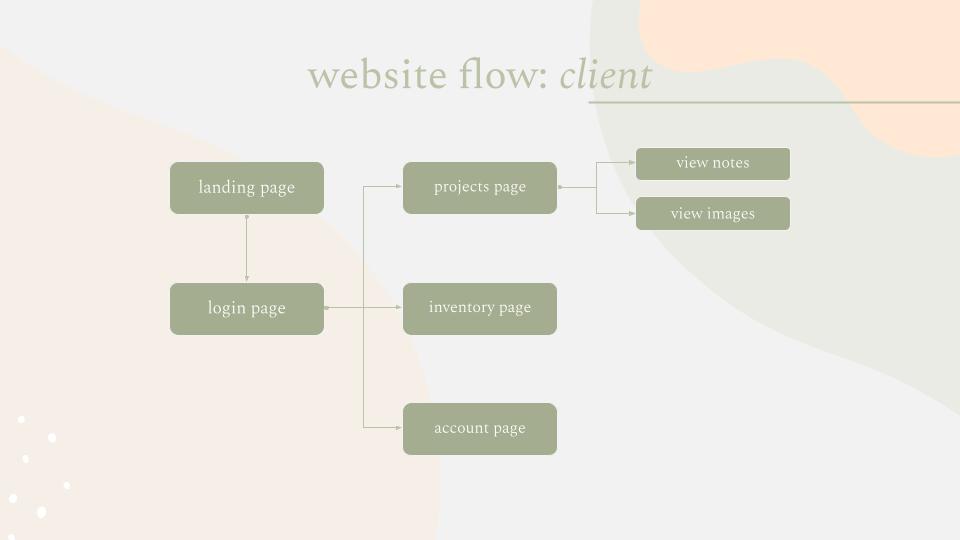 website flow: client
landing page
login page
projects page
inventory page
account page
view notes
view images